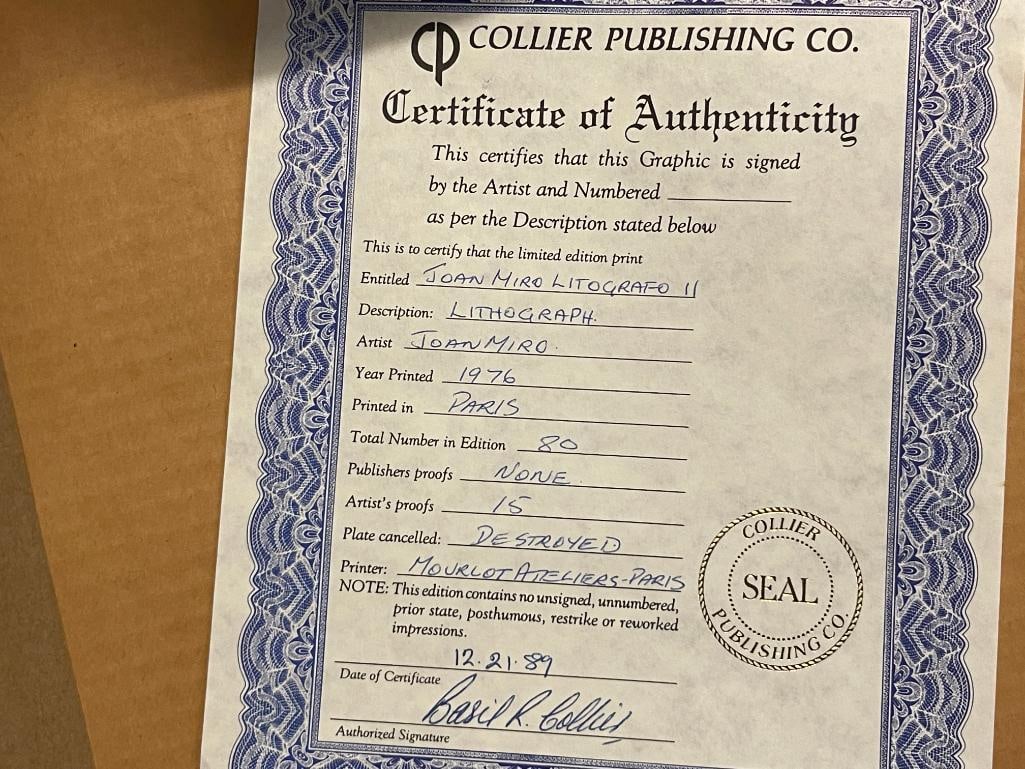 CP COLLIER PUBLISHING CO.
Certificate of Authenticity
This certifies that this Graphic is signed
by the Artist and Numbered
as per the Description stated below
This is to certify that the limited edition print
Entitled JOAN MIRO LITOGRAFO II
Description: LITHOGRAPH.
Artist JOAN MIRO.
Year Printed 1976
Printed in PARIS
Total Number in Edition 80
Publishers proofs NONE.
Artist's proofs 15
Plate cancelled: DESTROYED
Printer: MOURLOT ATELIERS-PARIS
NOTE: This edition contains no unsigned, unnumbered,
prior state, posthumous, restrike or reworked
impressions.
12·21·89
Date of Certificate
Basil R. Collier
Authorized Signature
COLLIER
SEAL
PUBLISHING CO.